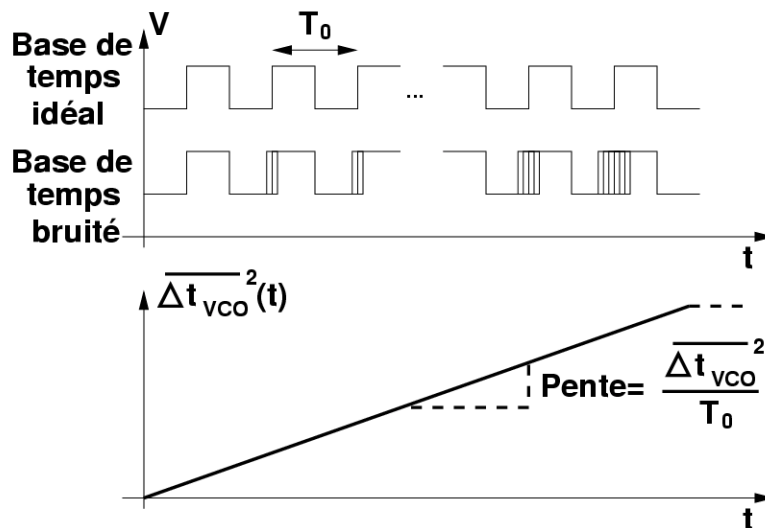 V
T₀
Base de
temps
idéal
...
Base de
temps
bruité
t
Δt VCO ²(t)
Pente= Δt VCO ²
T₀
t